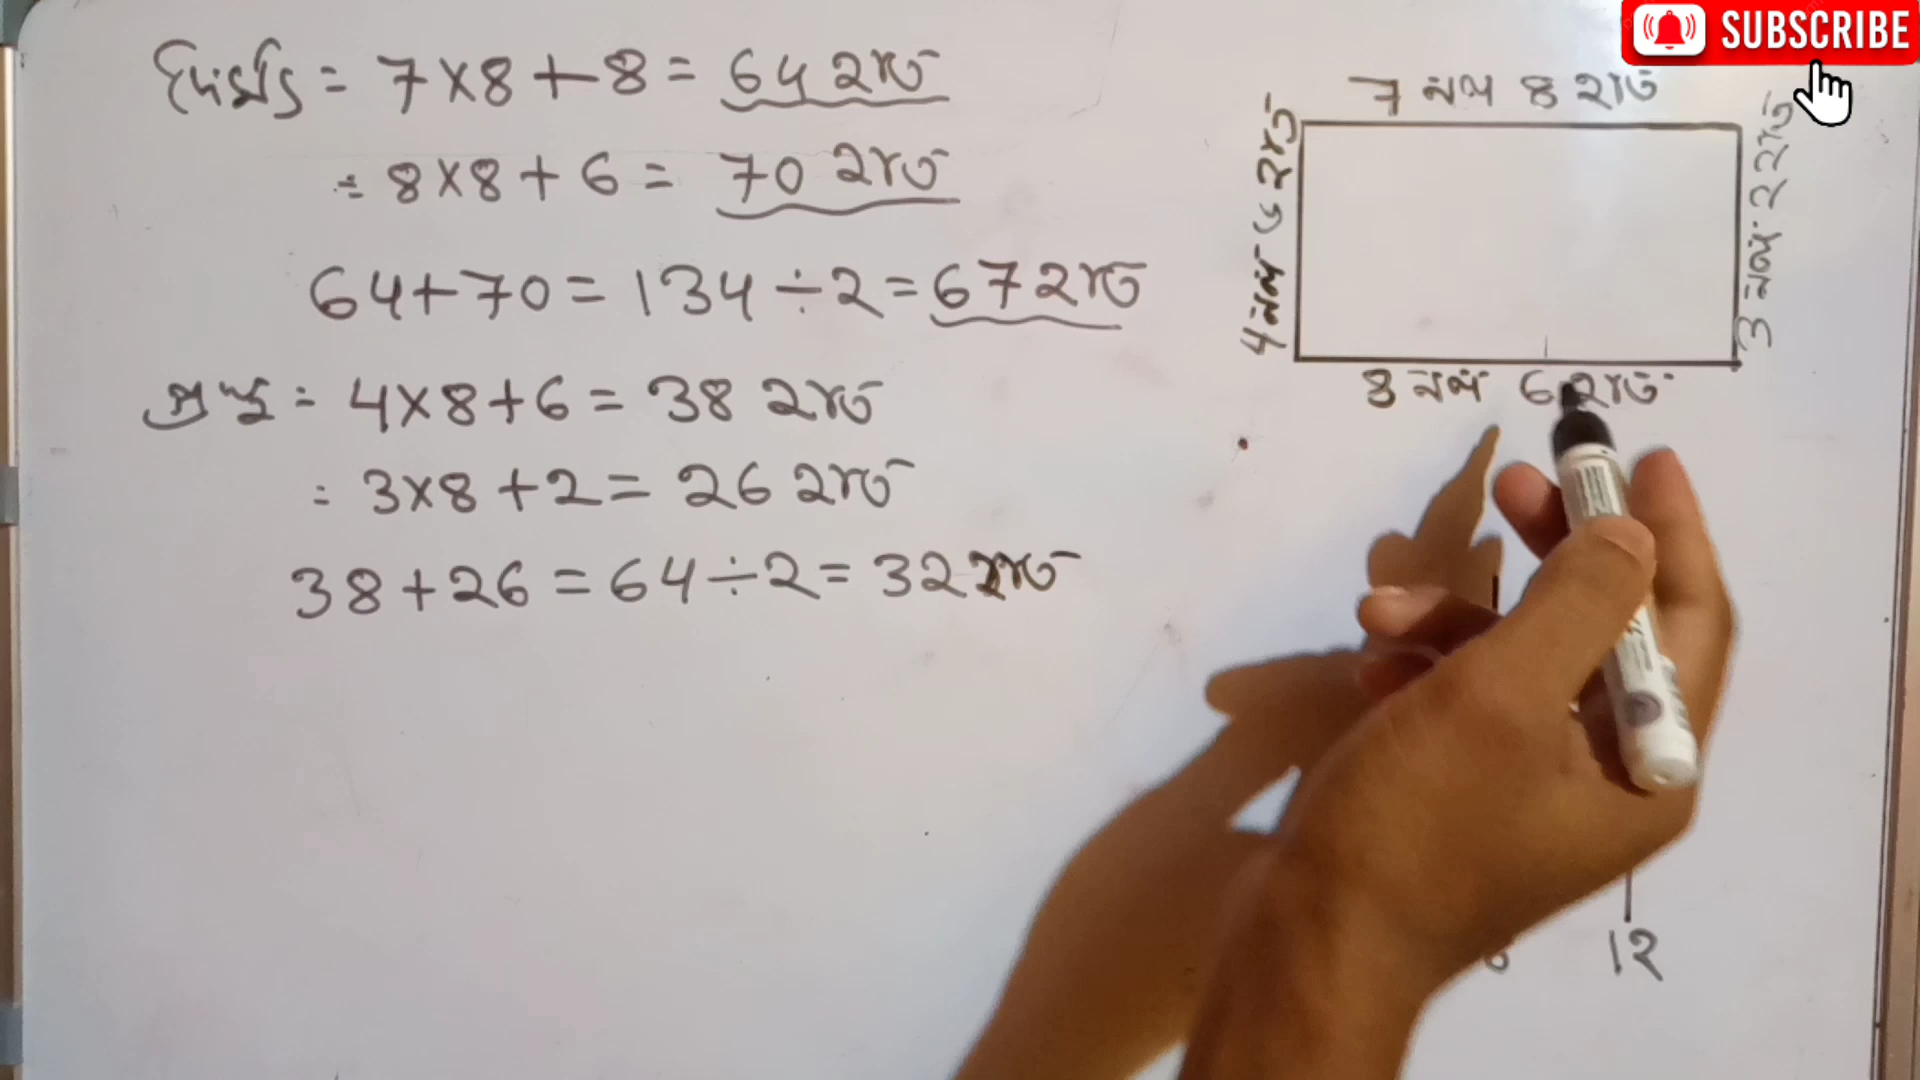 দৈর্ঘ্য = 7×8+8 = 64 হাত
= 8×8+6 = 70 হাত
64+70 = 134 ÷2 = 67 হাত
প্রস্থ = 4×8+6 = 38 হাত
= 3×8+2 = 26 হাত
38+26 = 64÷2 = 32 হাত
SUBSCRIBE
7 নল 8 হাত
4 নল 6 হাত
3 নল 2 হাত
8 নল 6 হাত
12